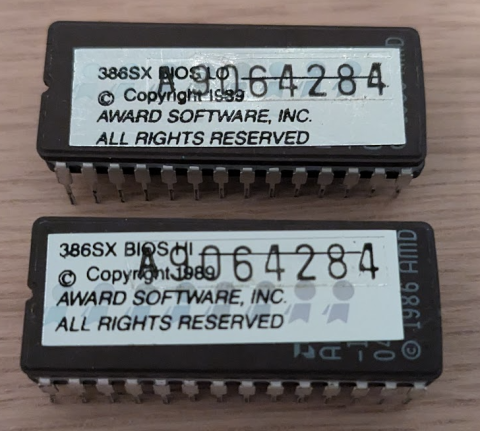 386SX BIOS LO
A9064284
© Copyright 1989
AWARD SOFTWARE, INC.
ALL RIGHTS RESERVED
386SX BIOS HI
A9064284
© Copyright 1989
AWARD SOFTWARE, INC.
ALL RIGHTS RESERVED
© 1986 AMD